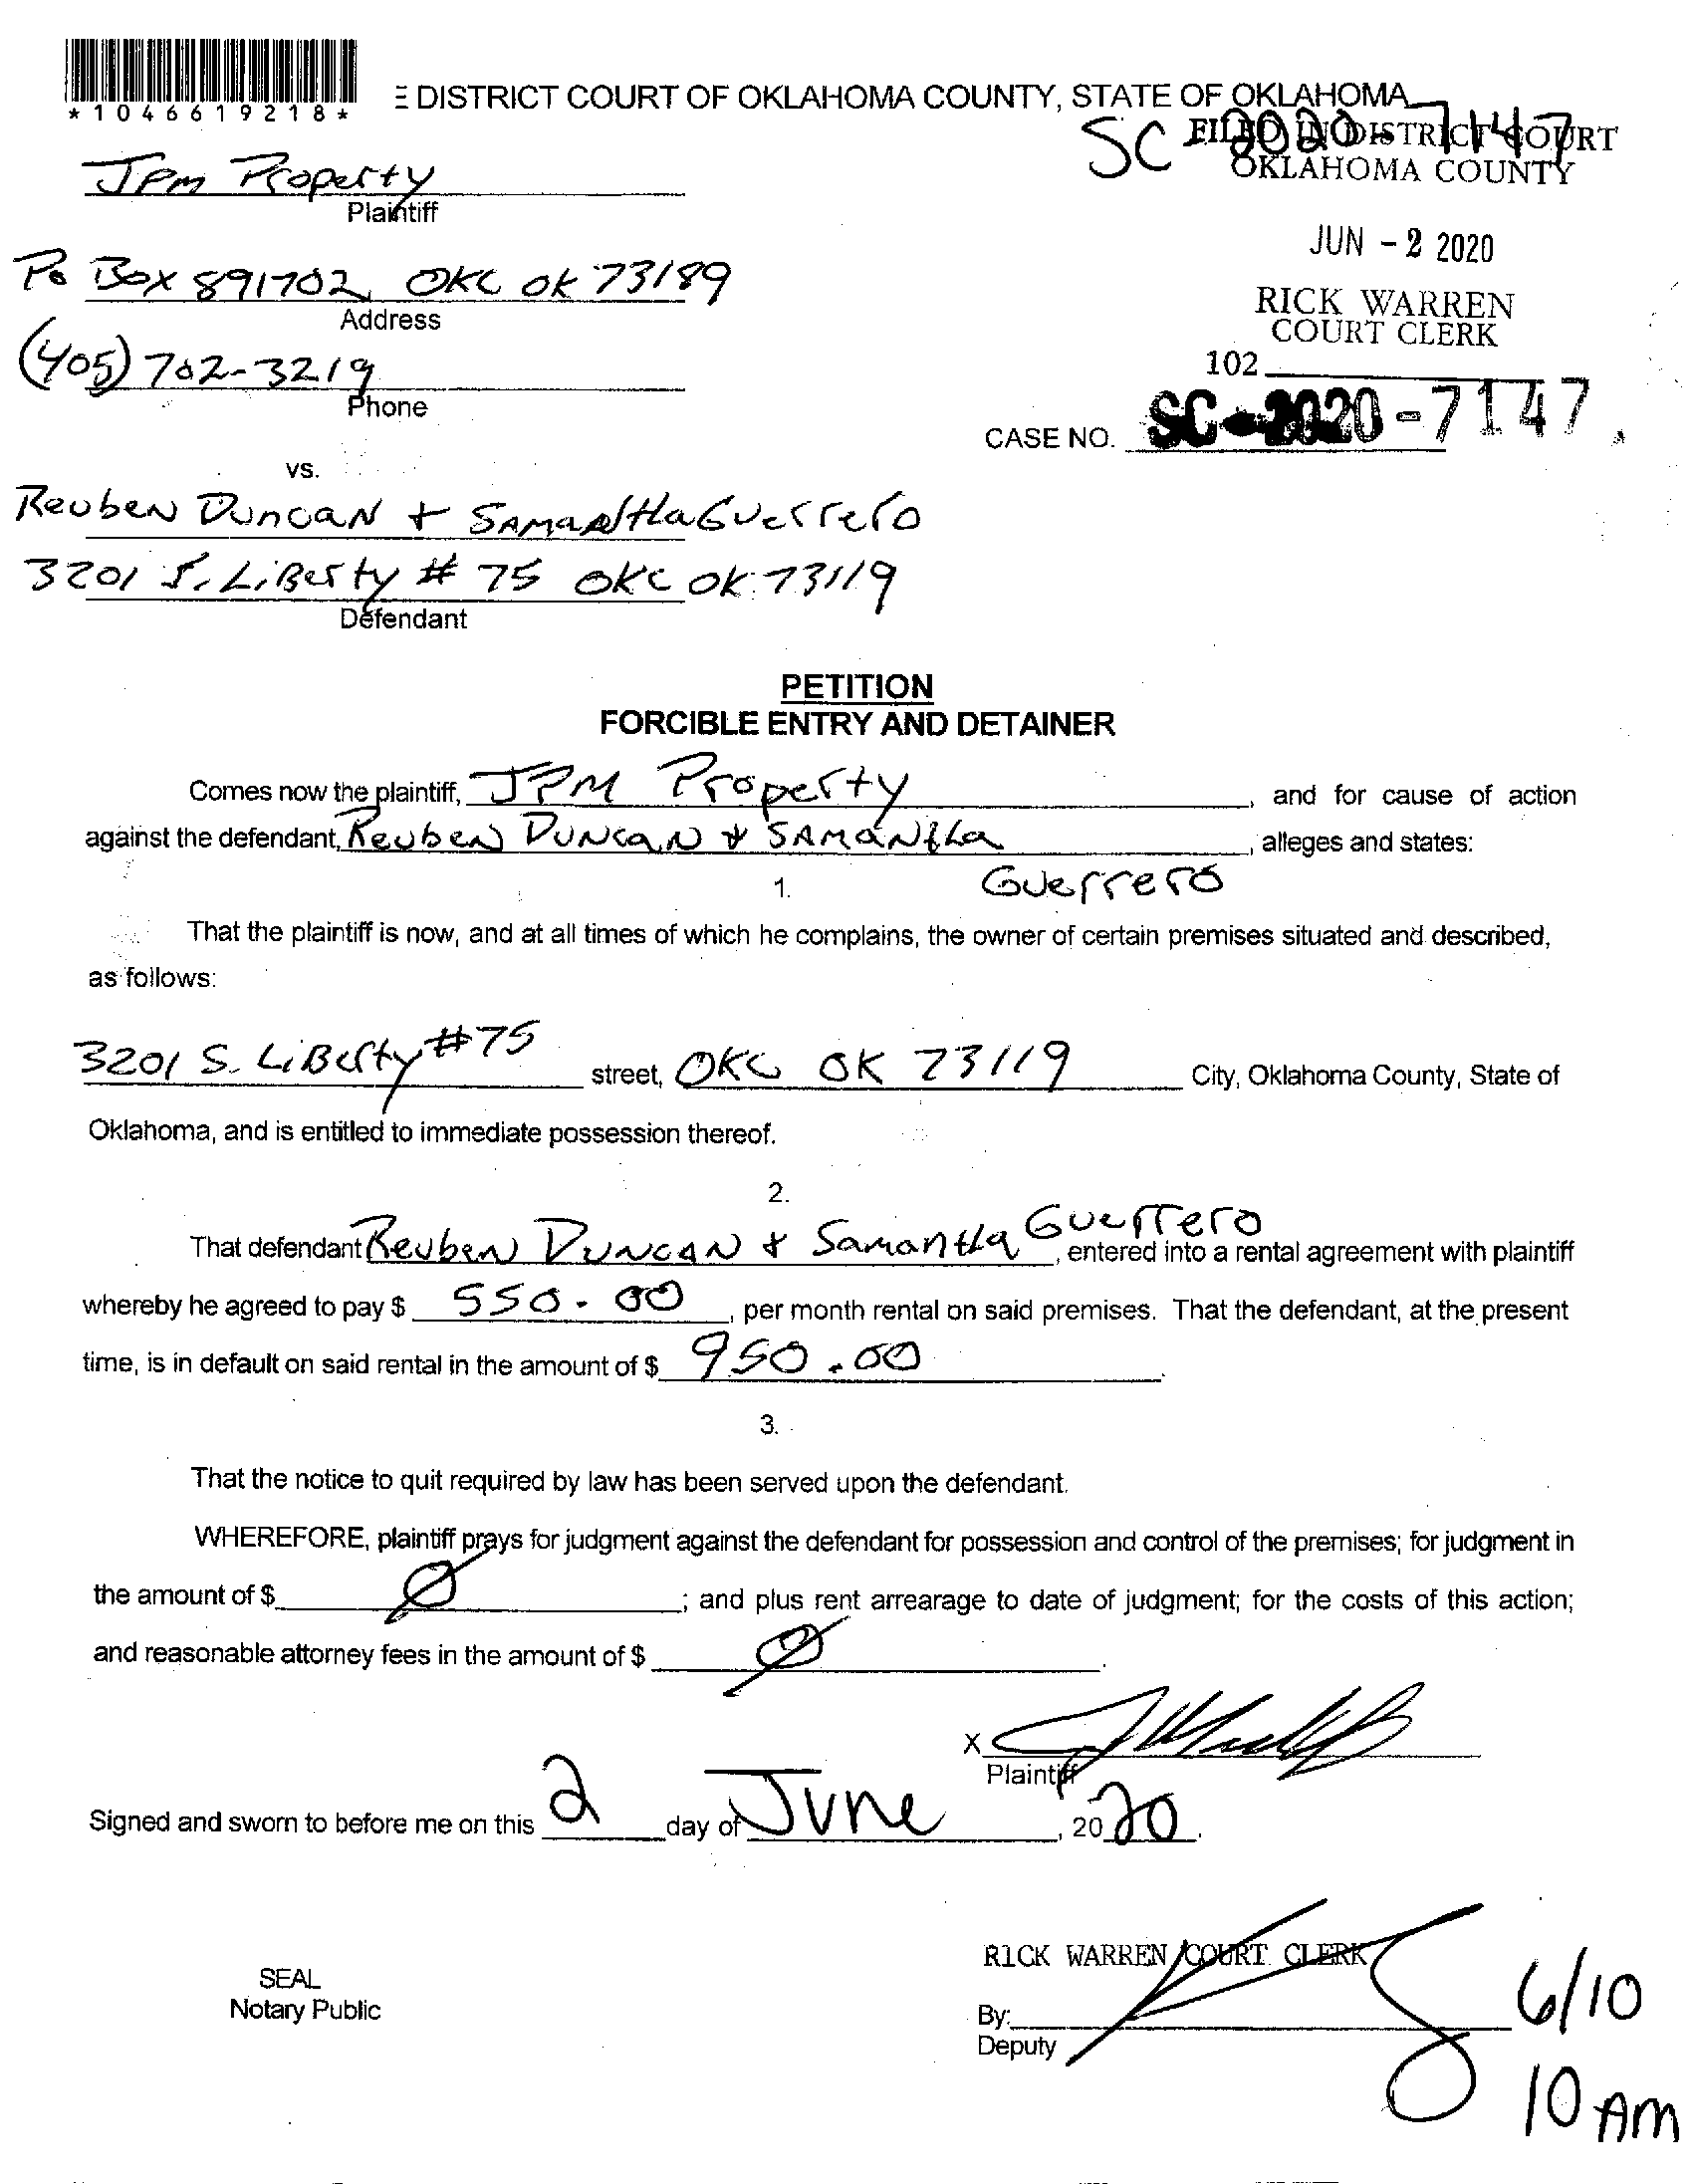 *1046619218*
E DISTRICT COURT OF OKLAHOMA COUNTY, STATE OF OKLAHOMA
SC 2020-7147
FILED IN DISTRICT COURT
OKLAHOMA COUNTY
JPM Property
Plaintiff
JUN -2 2020
Po Box 891702, OKC OK 73189
Address
RICK WARREN
COURT CLERK
(405) 702-3219
Phone
102
CASE NO. SC-2020-7147
vs.
Reuben Duncan + Samantha Guerrero
3201 S. Liberty # 75 OKC OK 73119
Defendant
PETITION
FORCIBLE ENTRY AND DETAINER
Comes now the plaintiff, JPM Property, and for cause of action
against the defendant, Reuben Duncan & Samantha Guerrero, alleges and states:
1.
That the plaintiff is now, and at all times of which he complains, the owner of certain premises situated and described,
as follows:
3201 S. Liberty #75 street, OKC OK 73119 City, Oklahoma County, State of
Oklahoma, and is entitled to immediate possession thereof.
2.
That defendant Reuben Duncan & Samantha Guerrero, entered into a rental agreement with plaintiff
whereby he agreed to pay $ 550.00, per month rental on said premises. That the defendant, at the present
time, is in default on said rental in the amount of $ 950.00.
3.
That the notice to quit required by law has been served upon the defendant.
WHEREFORE, plaintiff prays for judgment against the defendant for possession and control of the premises; for judgment in
the amount of $ Ø; and plus rent arrearage to date of judgment; for the costs of this action;
and reasonable attorney fees in the amount of $ Ø.
X
Plaintiff
Signed and sworn to before me on this 2 day of June, 2020.
RICK WARREN COURT CLERK
SEAL
Notary Public
By:
Deputy
6/10
10 AM